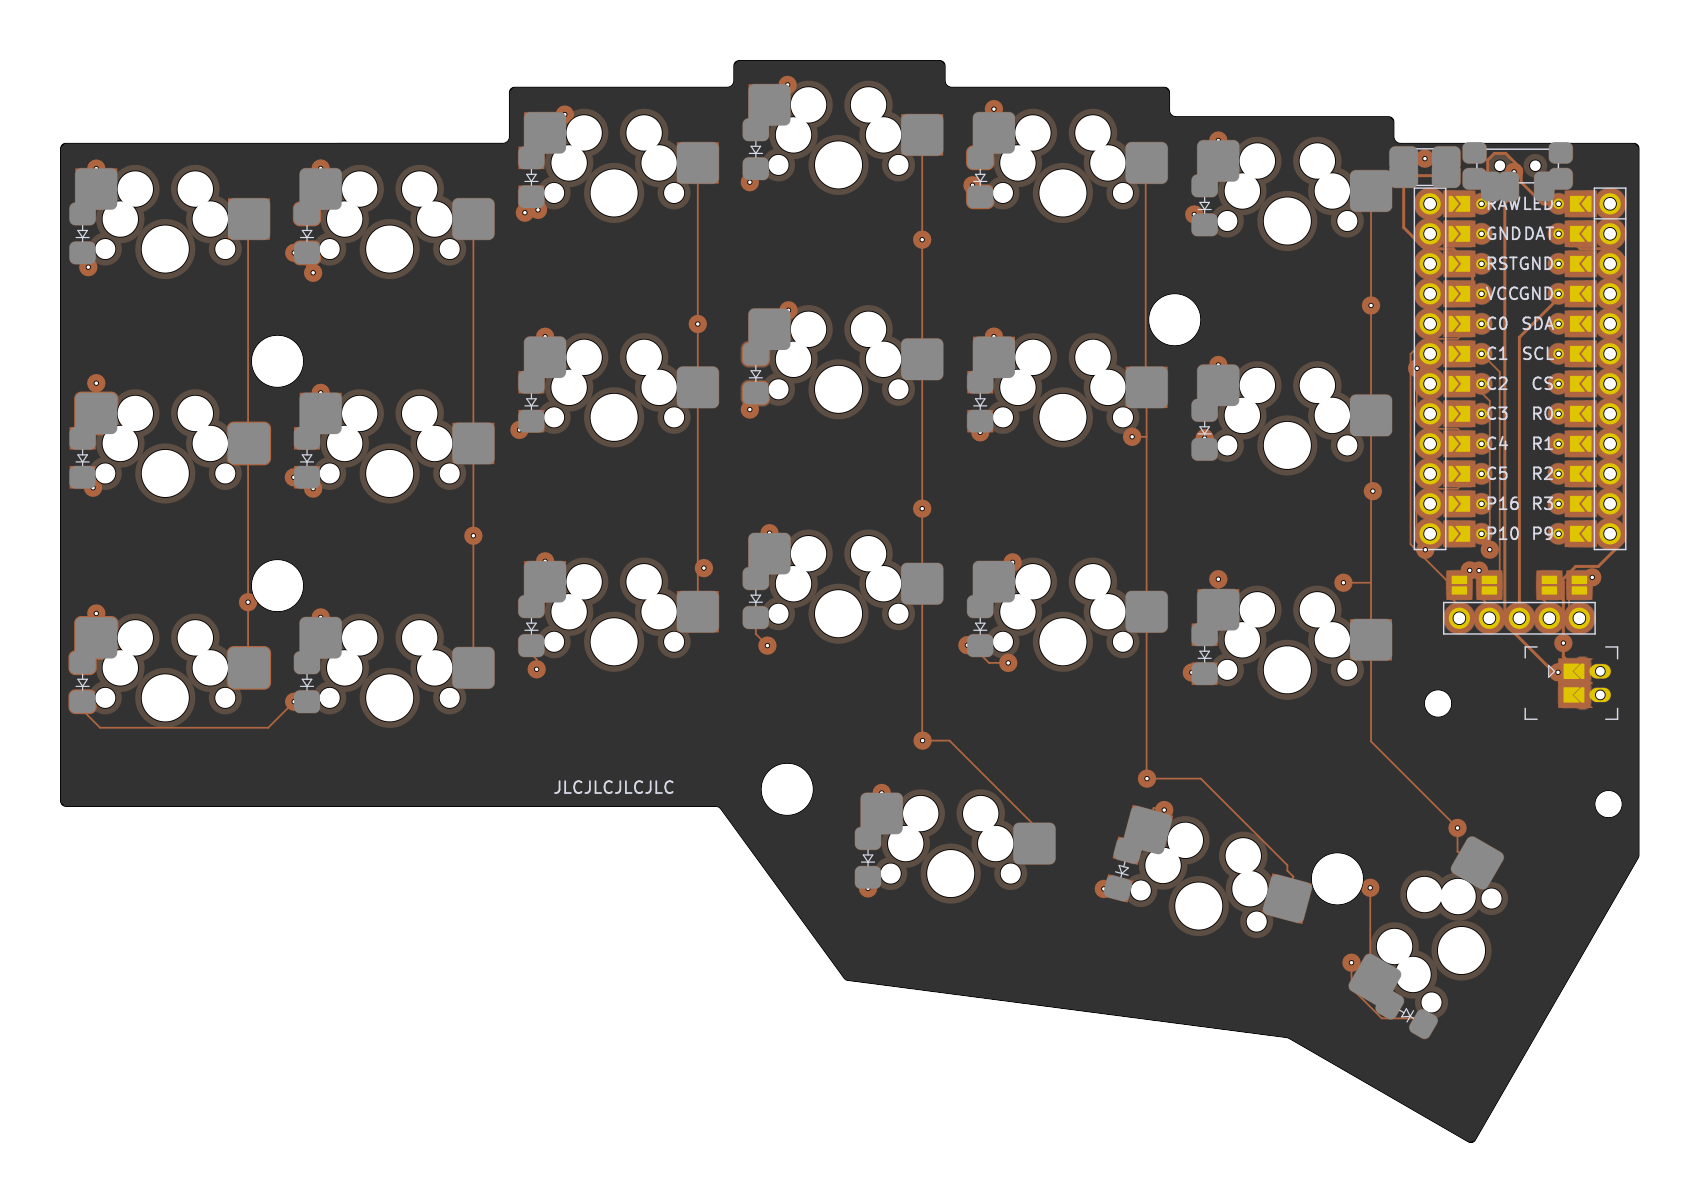 RAW LED
GND DAT
RST GND
VCC GND
C0 SDA
C1 SCL
C2 CS
C3 R0
C4 R1
C5 R2
P16 R3
P10 P9
JLCJLCJLCJLC